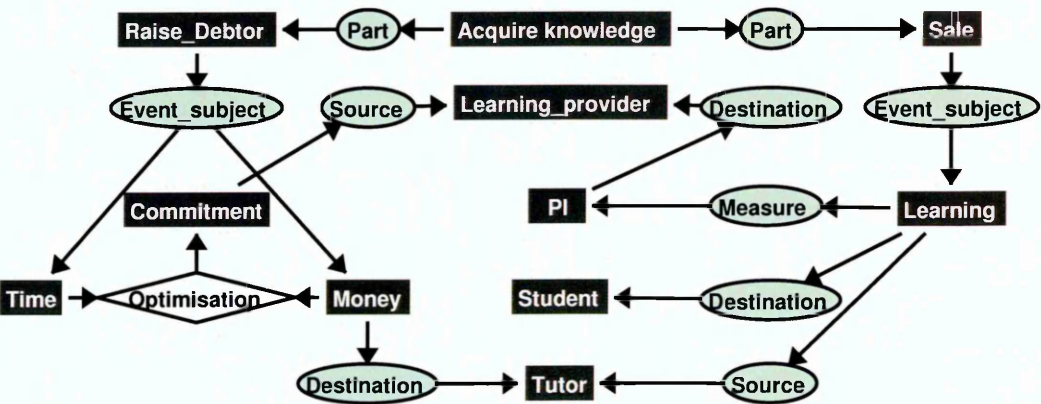 Raise_Debtor Part Acquire knowledge Part Sale
Event_subject Source Learning_provider Destination Event_subject
Commitment PI Measure Learning
Time Optimisation Money Student Destination
Destination Tutor Source